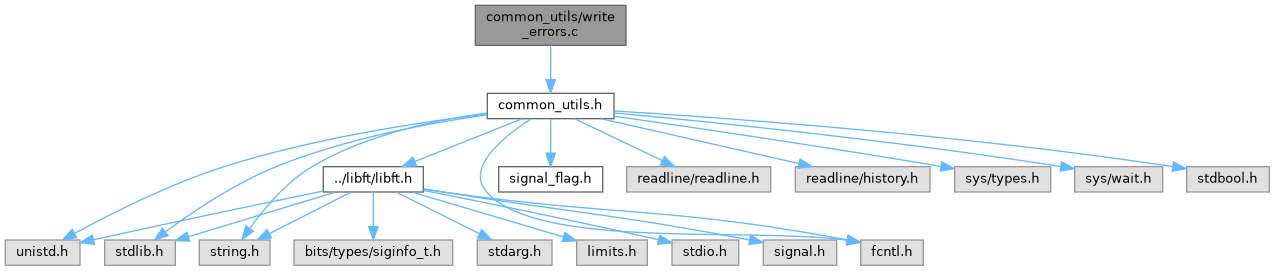 common_utils/write
_errors.c
common_utils.h
../libft/libft.h
signal_flag.h
readline/readline.h
readline/history.h
sys/types.h
sys/wait.h
stdbool.h
unistd.h
stdlib.h
string.h
bits/types/siginfo_t.h
stdarg.h
limits.h
stdio.h
signal.h
fcntl.h